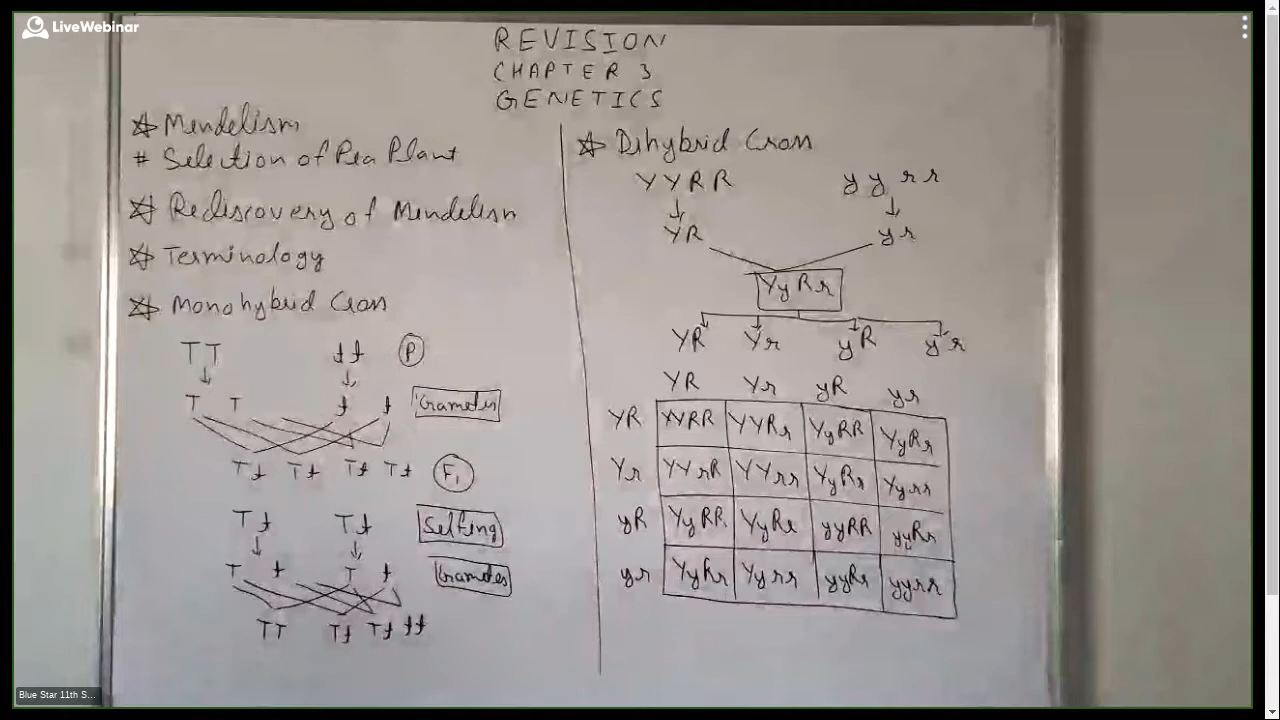 LiveWebinar
REVISION
CHAPTER 3
GENETICS
☆ Mendelism
# Selection of Pea Plant
☆ Rediscovery of Mendelism
☆ Terminology
☆ Monohybrid Cross
TT tt P
T T t t Gametes
Tt Tt Tt Tt F1
Tt Tt Selfing
T t T t Gametes
TT Tt Tt tt
☆ Dihybrid Cross
YYRR yyrr
YR yr
YyRr
YR Yr yR yr
YR Yr yR yr
YR YYRR YYRr YyRR YyRr
Yr YYrR YYrr YyRr Yyrr
yR YyRR YyRr yyRR yyRr
yr YyRr Yyrr yyRr yyrr
Blue Star 11th S...